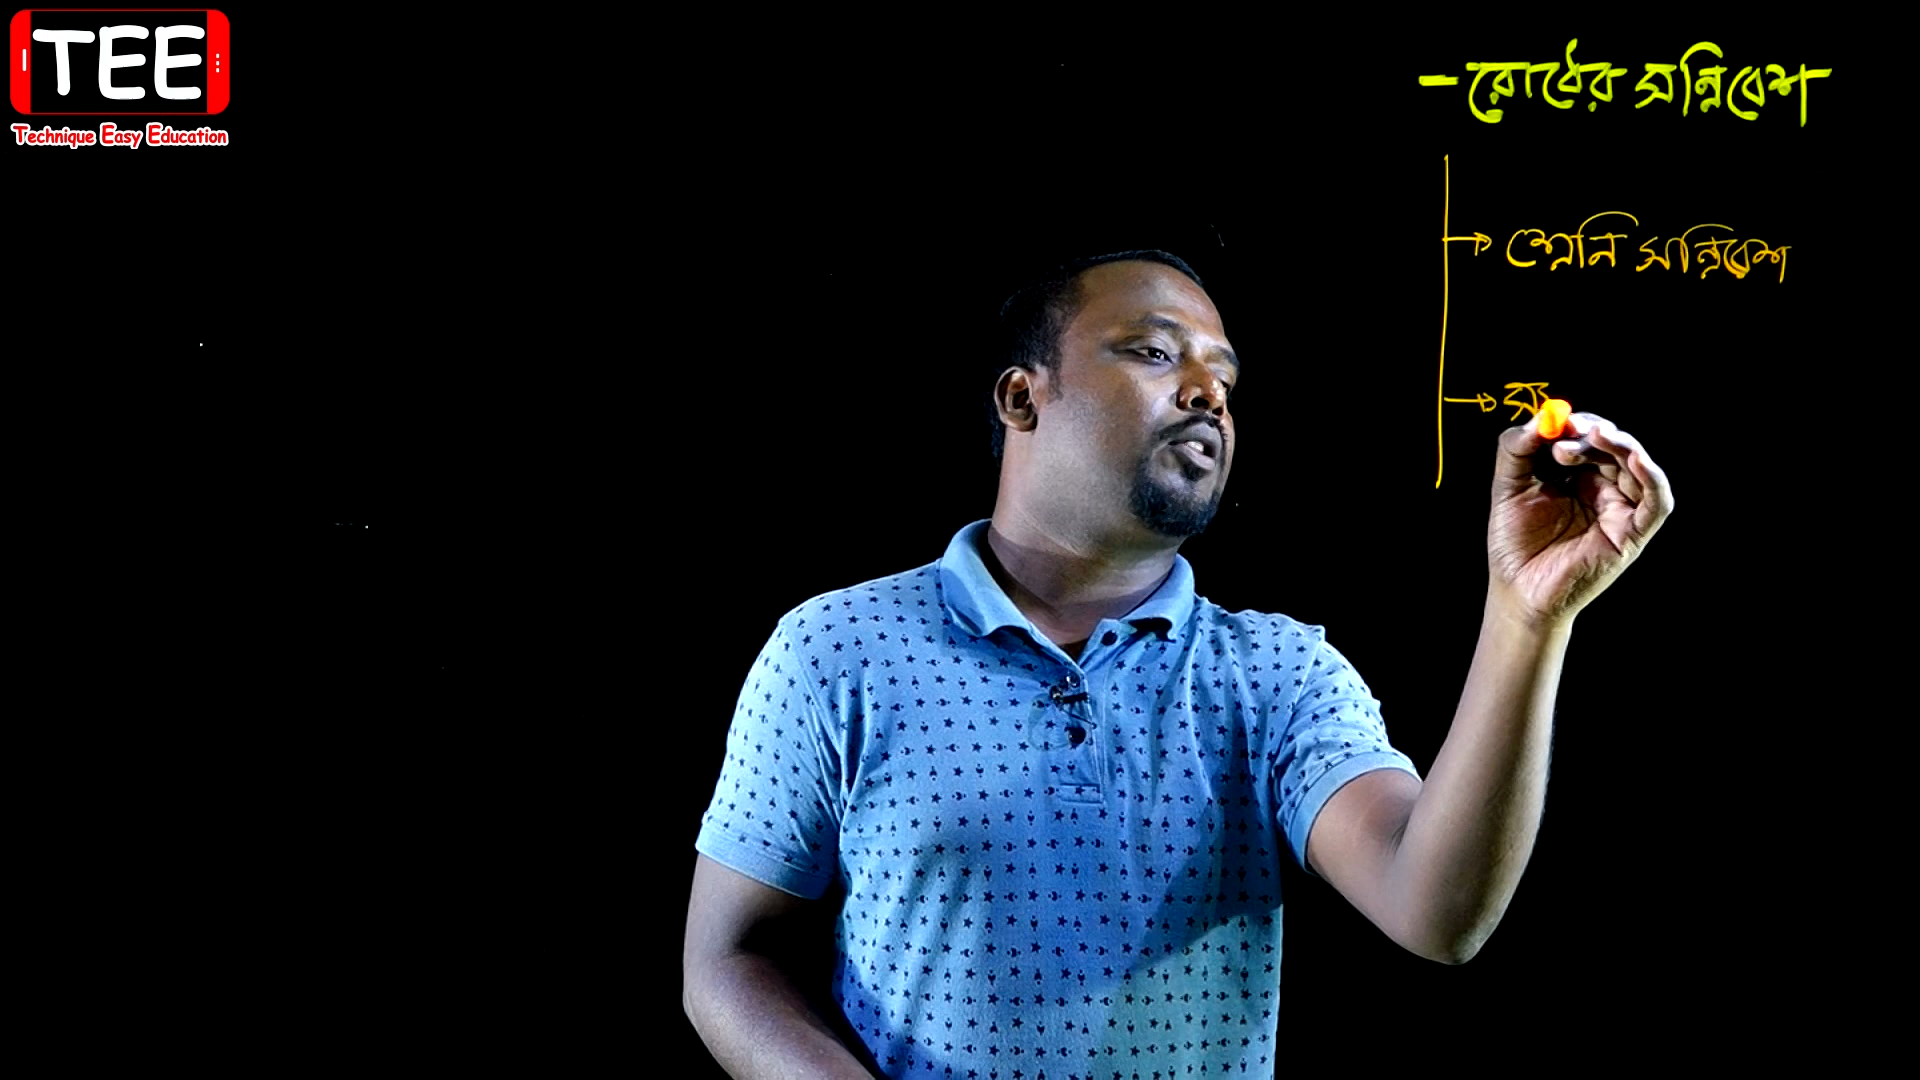 TEE
Technique Easy Education
- রোধের সন্নিবেশ
→ শ্রেনি সন্নিবেশ
→ স